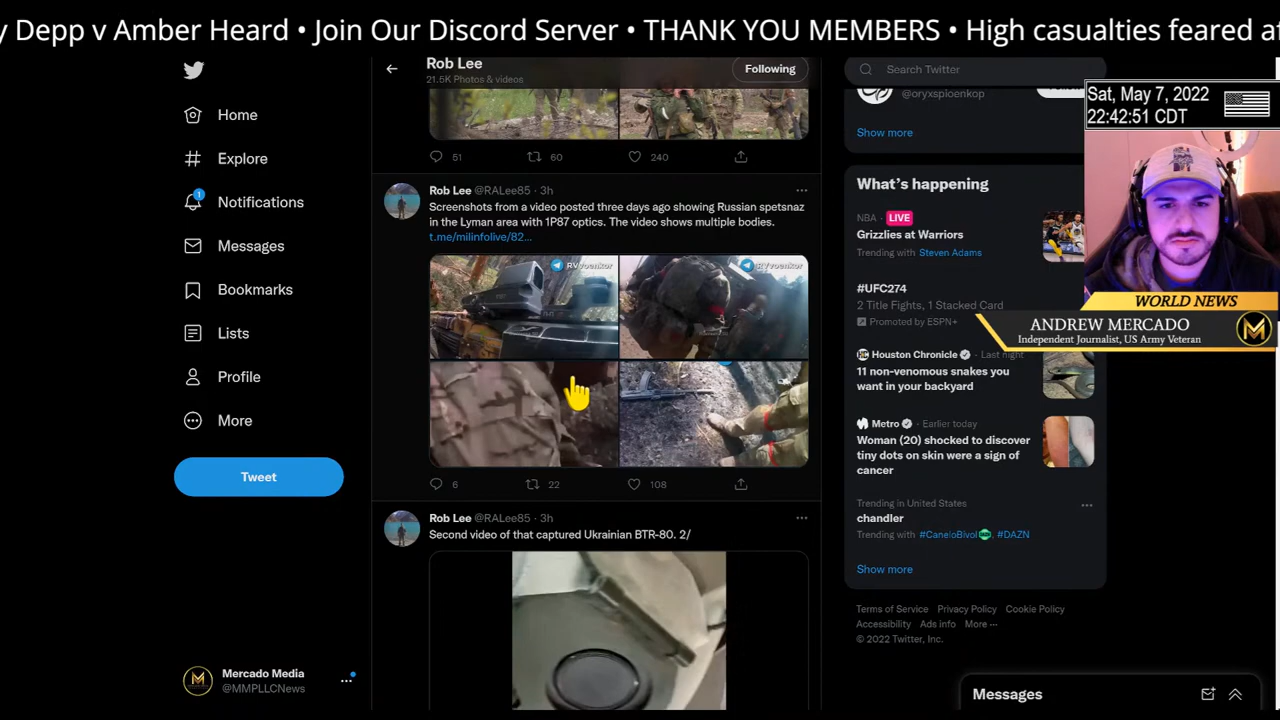 y Depp v Amber Heard • Join Our Discord Server • THANK YOU MEMBERS • High casualties feared af
Home
Explore
1
Notifications
Messages
Bookmarks
Lists
Profile
More
Tweet
Mercado Media
@MMPLLCNews
Rob Lee
21.5K Photos & videos
Following
51
60
240
Rob Lee @RALee85 · 3h
Screenshots from a video posted three days ago showing Russian spetsnaz
in the Lyman area with 1P87 optics. The video shows multiple bodies.
t.me/milinfolive/82...
RVvoenkor
RVvoenkor
6
22
108
Rob Lee @RALee85 · 3h
Second video of that captured Ukrainian BTR-80. 2/
Search Twitter
@oryxspioenkop
Show more
What's happening
NBA · LIVE
Grizzlies at Warriors
Trending with Steven Adams
#UFC274
2 Title Fights, 1 Stacked Card
Promoted by ESPN+
Houston Chronicle · Last night
11 non-venomous snakes you
want in your backyard
Metro · Earlier today
Woman (20) shocked to discover
tiny dots on skin were a sign of
cancer
Trending in United States
chandler
Trending with #CaneloBivol, #DAZN
Show more
Terms of Service Privacy Policy Cookie Policy
Accessibility Ads info More ···
© 2022 Twitter, Inc.
Messages
Sat, May 7, 2022
22:42:51 CDT
WORLD NEWS
ANDREW MERCADO
Independent Journalist, US Army Veteran
M